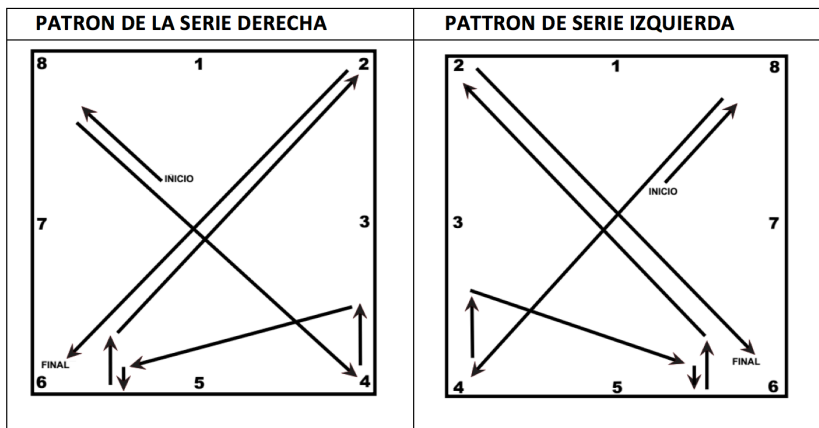 PATRON DE LA SERIE DERECHA
PATTRON DE SERIE IZQUIERDA
8 1 2
INICIO
7 3
FINAL
6 5 4
2 1 8
INICIO
3 7
FINAL
4 5 6